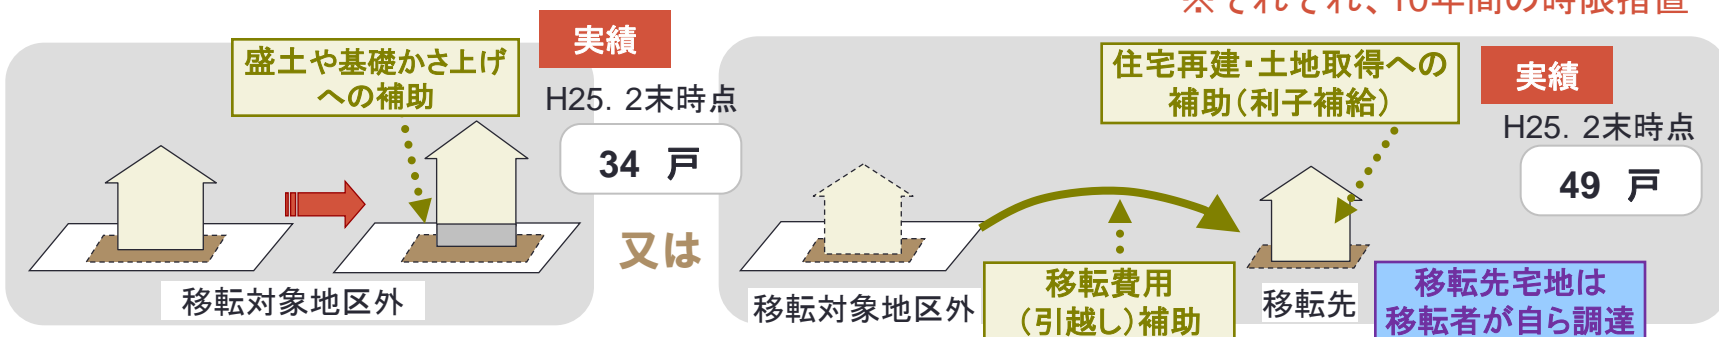 ※それぞれ、10年間の時限措置
盛土や基礎かさ上げ
への補助
実績
H25. 2末時点
34 戸
移転対象地区外
又は
住宅再建・土地取得への
補助(利子補給)
実績
H25. 2末時点
49 戸
移転対象地区外
移転費用
(引越し)補助
移転先
移転先宅地は
移転者が自ら調達